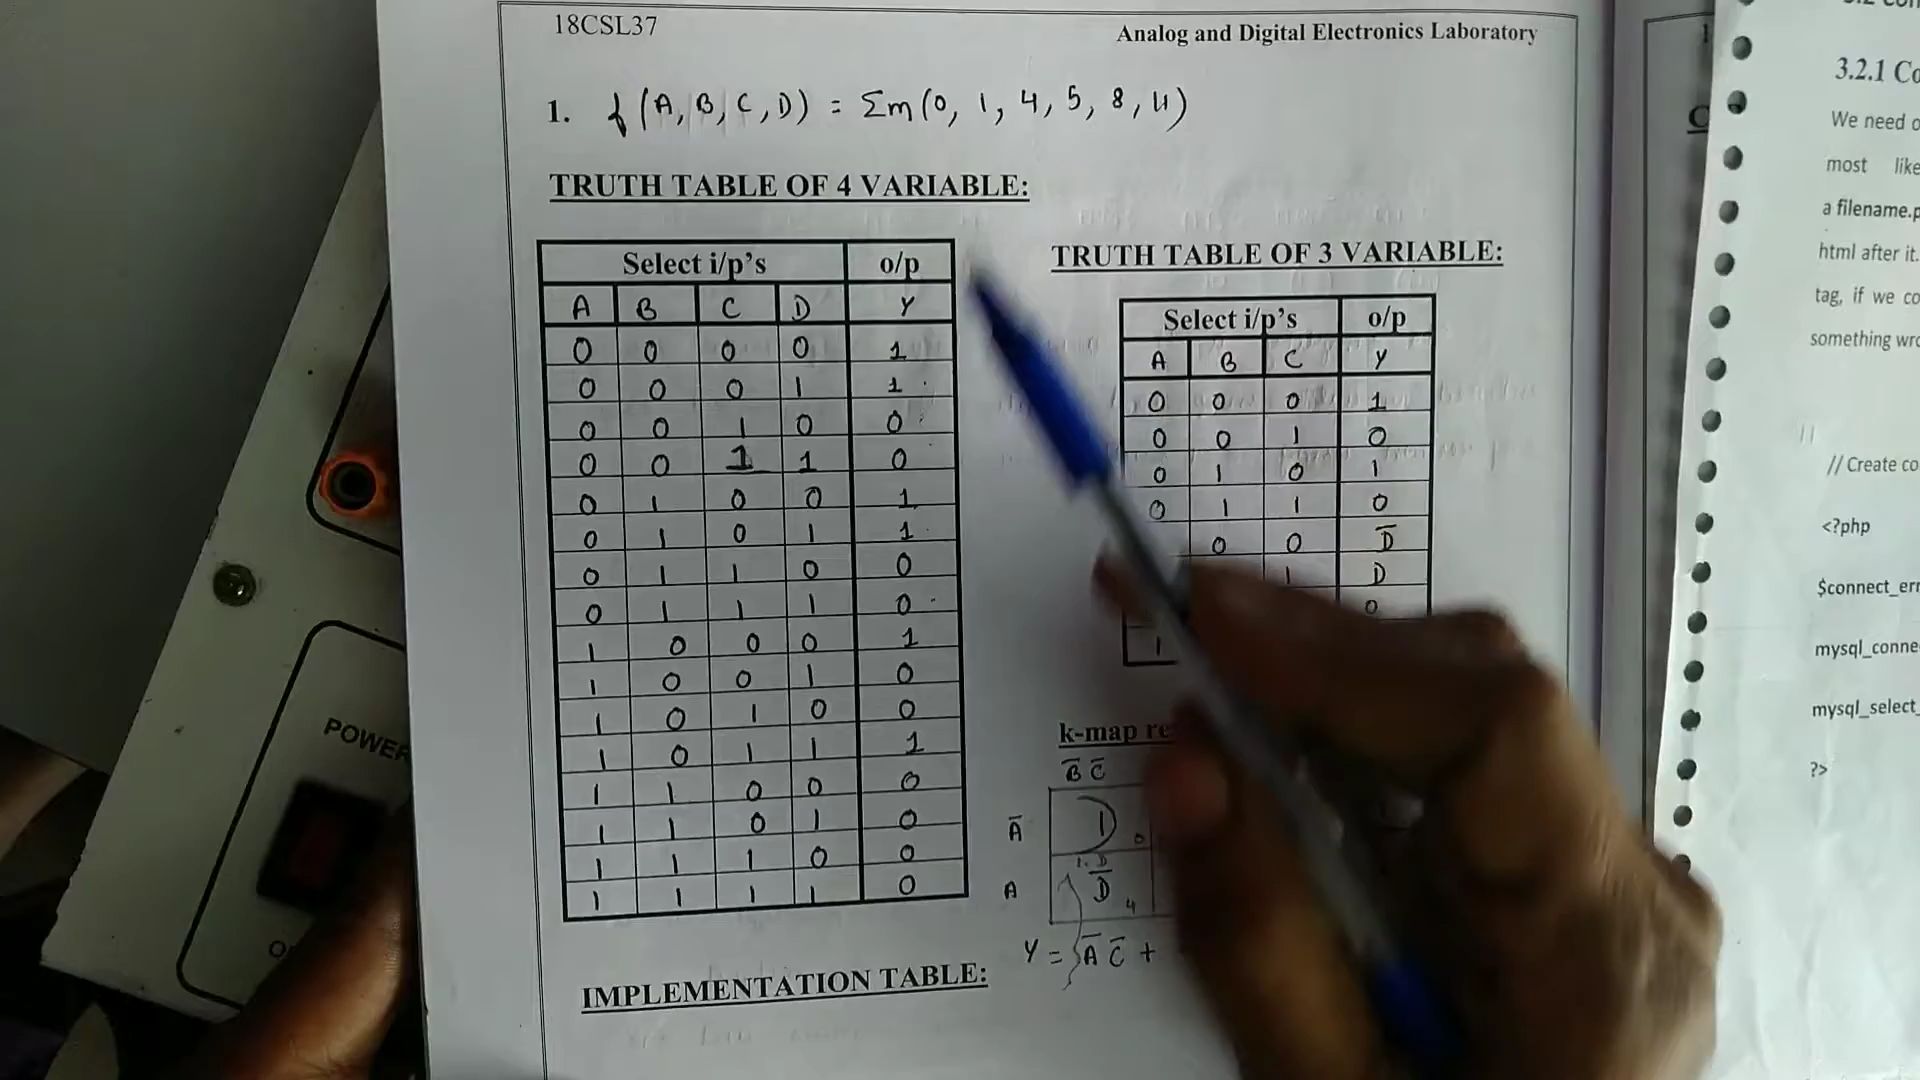 18CSL37
Analog and Digital Electronics Laboratory
1. f(A, B, C, D) = Σm(0, 1, 4, 5, 8, 11)
TRUTH TABLE OF 4 VARIABLE:
Select i/p's o/p
A B C D Y
0 0 0 0 1
0 0 0 1 1
0 0 1 0 0
0 0 1 1 0
0 1 0 0 1
0 1 0 1 1
0 1 1 0 0
0 1 1 1 0
1 0 0 0 1
1 0 0 1 0
1 0 1 0 0
1 0 1 1 1
1 1 0 0 0
1 1 0 1 0
1 1 1 0 0
1 1 1 1 0
IMPLEMENTATION TABLE:
TRUTH TABLE OF 3 VARIABLE:
Select i/p's o/p
A B C Y
0 0 0 1
0 0 1 0
0 1 0 1
0 1 1 0
0 0 D̅
1 D
0
1
k-map re
B̅ C̅
A̅ 1 0
1. D
A D̅ 4
Y = A̅ C̅ +
POWER
3.2.1 Co
We need o
most like
a filename.p
html after it.
tag, if we co
something wro
// Create co
<?php
$connect_err
mysql_conne
mysql_select_
?>